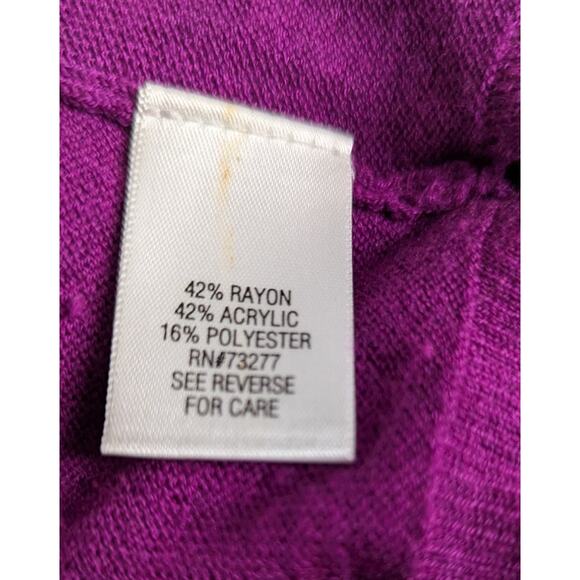 42% RAYON
42% ACRYLIC
16% POLYESTER
RN#73277
SEE REVERSE
FOR CARE